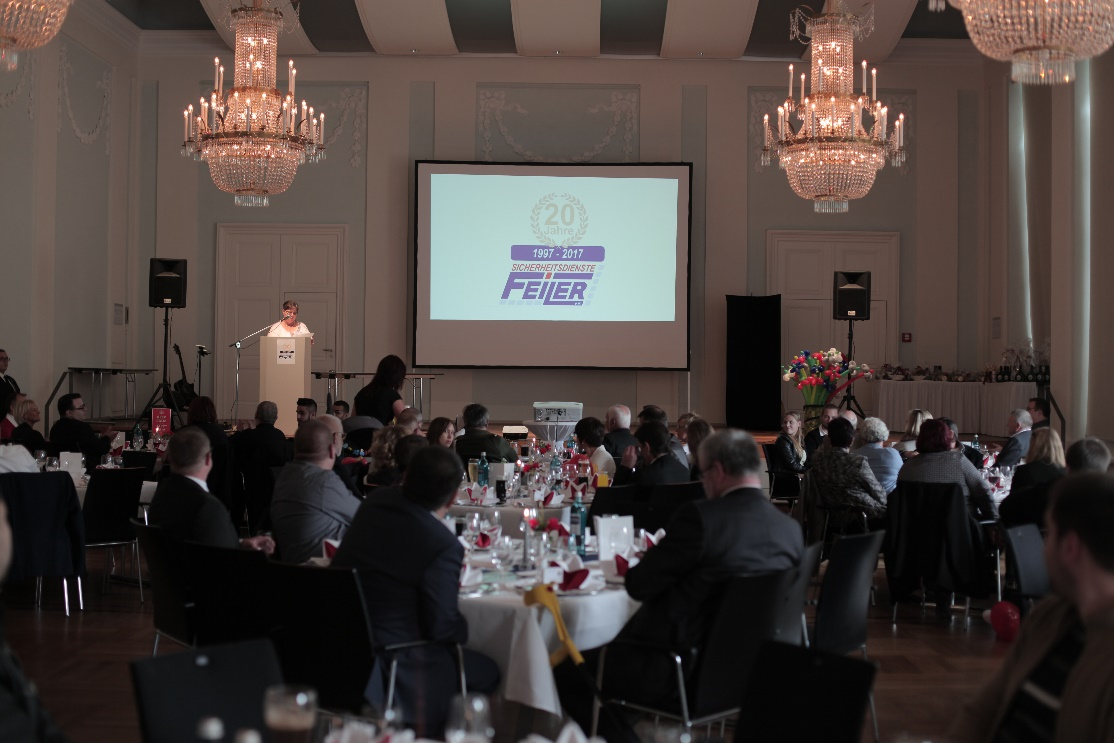 20
Jahre
1997 - 2017
SICHERHEITSDIENSTE
FEILER